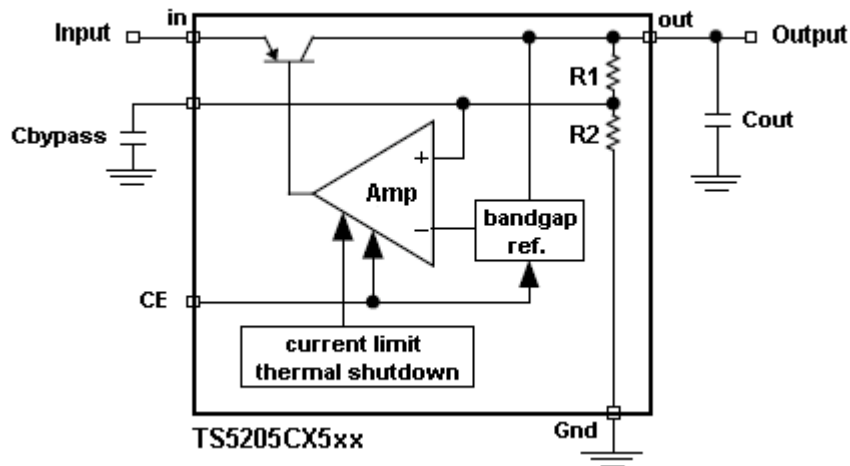 in
out
Input
Output
R1
Cbypass
R2
Cout
+
Amp
−
bandgap
ref.
CE
current limit
thermal shutdown
Gnd
TS5205CX5xx